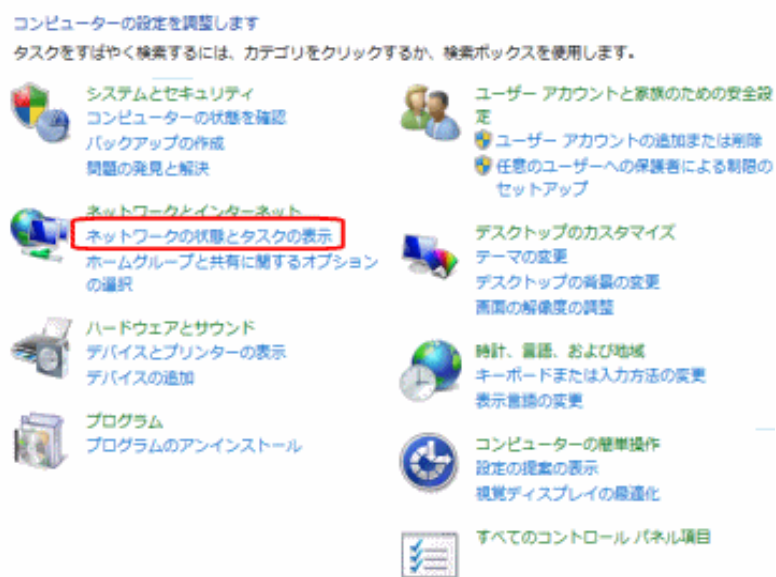 コンピューターの設定を調整します
タスクをすばやく検索するには、カテゴリをクリックするか、検索ボックスを使用します。
システムとセキュリティ
コンピューターの状態を確認
バックアップの作成
問題の発見と解決
ネットワークとインターネット
ネットワークの状態とタスクの表示
ホームグループと共有に関するオプション
の選択
ハードウェアとサウンド
デバイスとプリンターの表示
デバイスの追加
プログラム
プログラムのアンインストール
ユーザー アカウントと家族のための安全設
定
ユーザー アカウントの追加または削除
任意のユーザーへの保護者による制限の
セットアップ
デスクトップのカスタマイズ
テーマの変更
デスクトップの背景の変更
画面の解像度の調整
時計、言語、および地域
キーボードまたは入力方法の変更
表示言語の変更
コンピューターの簡単操作
設定の提案の表示
視覚ディスプレイの最適化
すべてのコントロール パネル項目